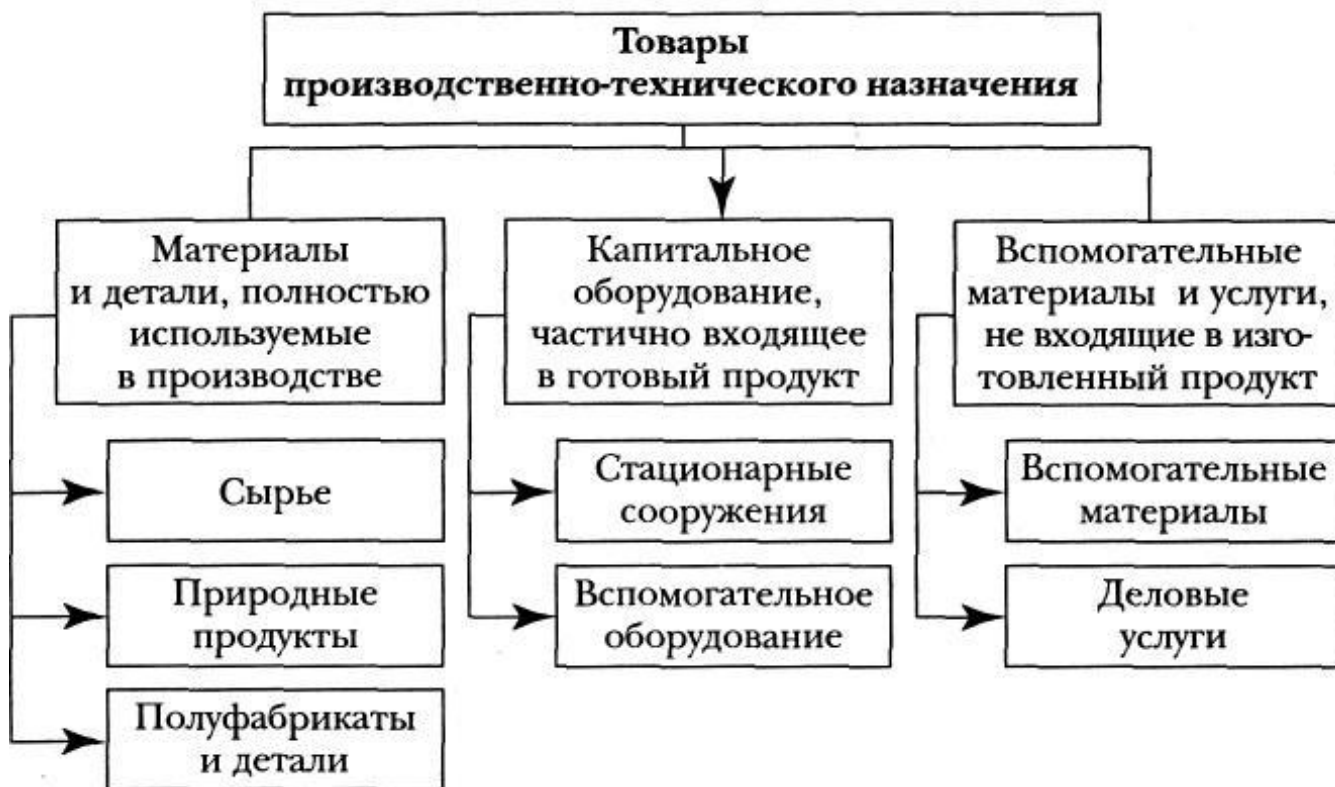 Товары
производственно-технического назначения
Материалы
и детали, полностью
используемые
в производстве
Капитальное
оборудование,
частично входящее
в готовый продукт
Вспомогательные
материалы и услуги,
не входящие в изго-
товленный продукт
Сырье
Природные
продукты
Полуфабрикаты
и детали
Стационарные
сооружения
Вспомогательное
оборудование
Вспомогательные
материалы
Деловые
услуги